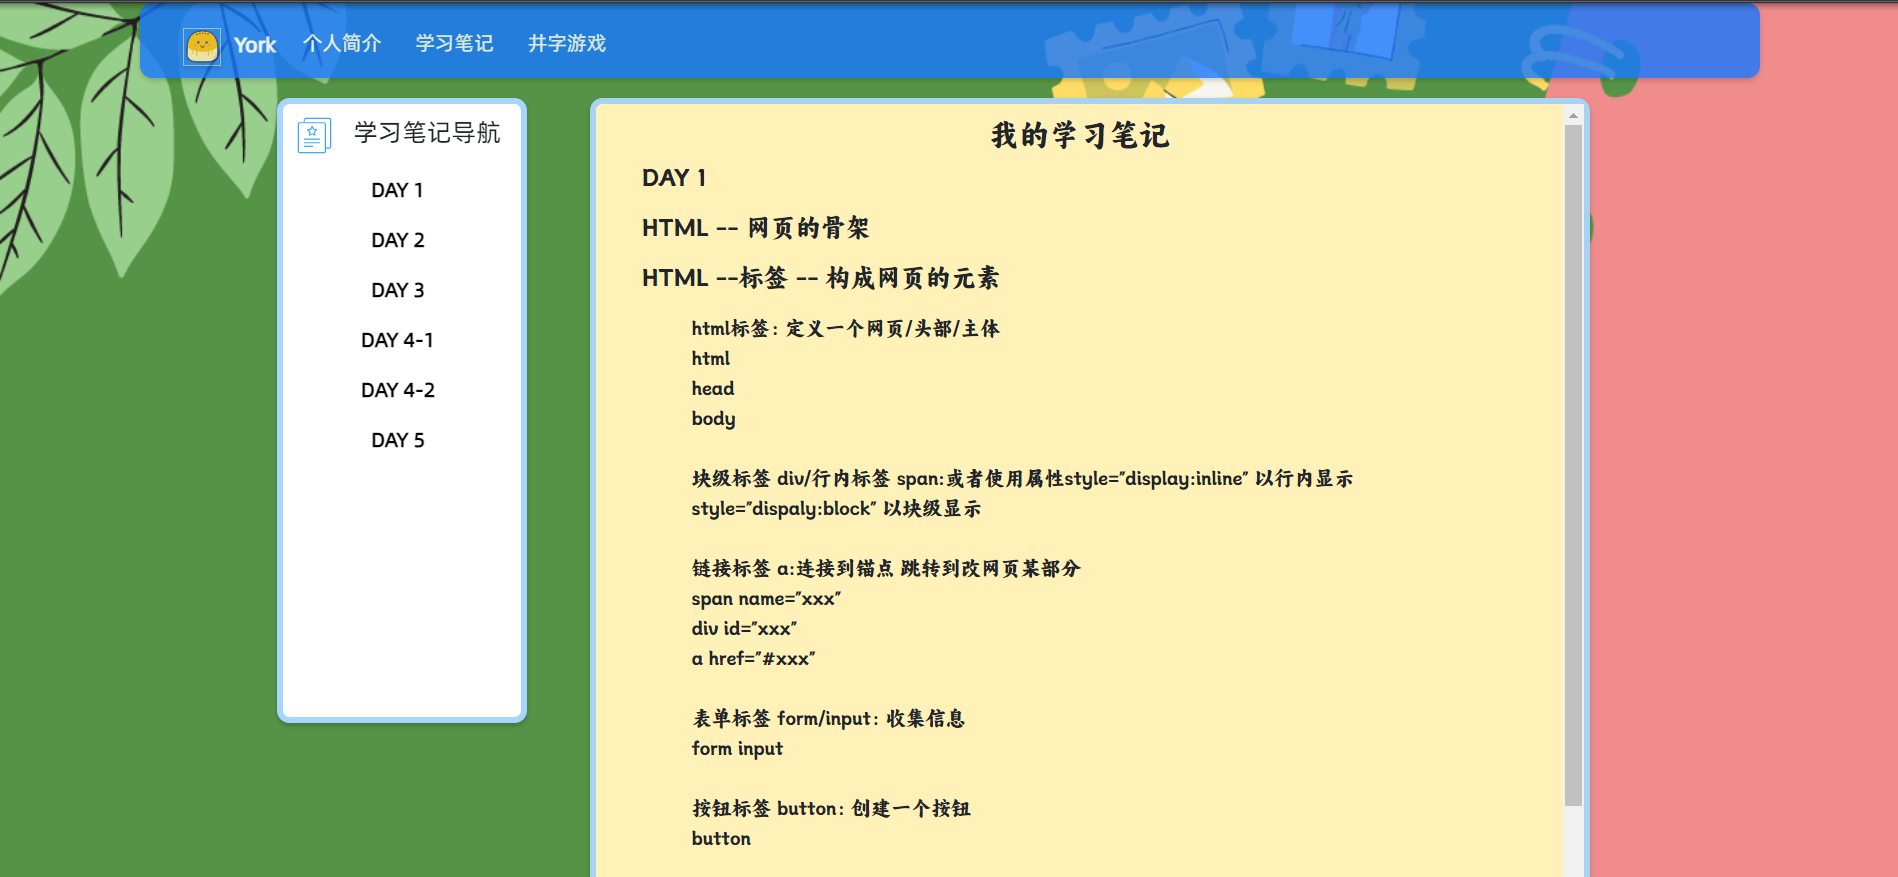 York 个人简介 学习笔记 井字游戏
学习笔记导航
DAY 1
DAY 2
DAY 3
DAY 4-1
DAY 4-2
DAY 5
我的学习笔记
DAY 1
HTML -- 网页的骨架
HTML --标签 -- 构成网页的元素
html标签: 定义一个网页/头部/主体
html
head
body
块级标签 div/行内标签 span:或者使用属性style="display:inline" 以行内显示
style="dispaly:block" 以块级显示
链接标签 a:连接到锚点 跳转到改网页某部分
span name="xxx"
div id="xxx"
a href="#xxx"
表单标签 form/input: 收集信息
form input
按钮标签 button: 创建一个按钮
button